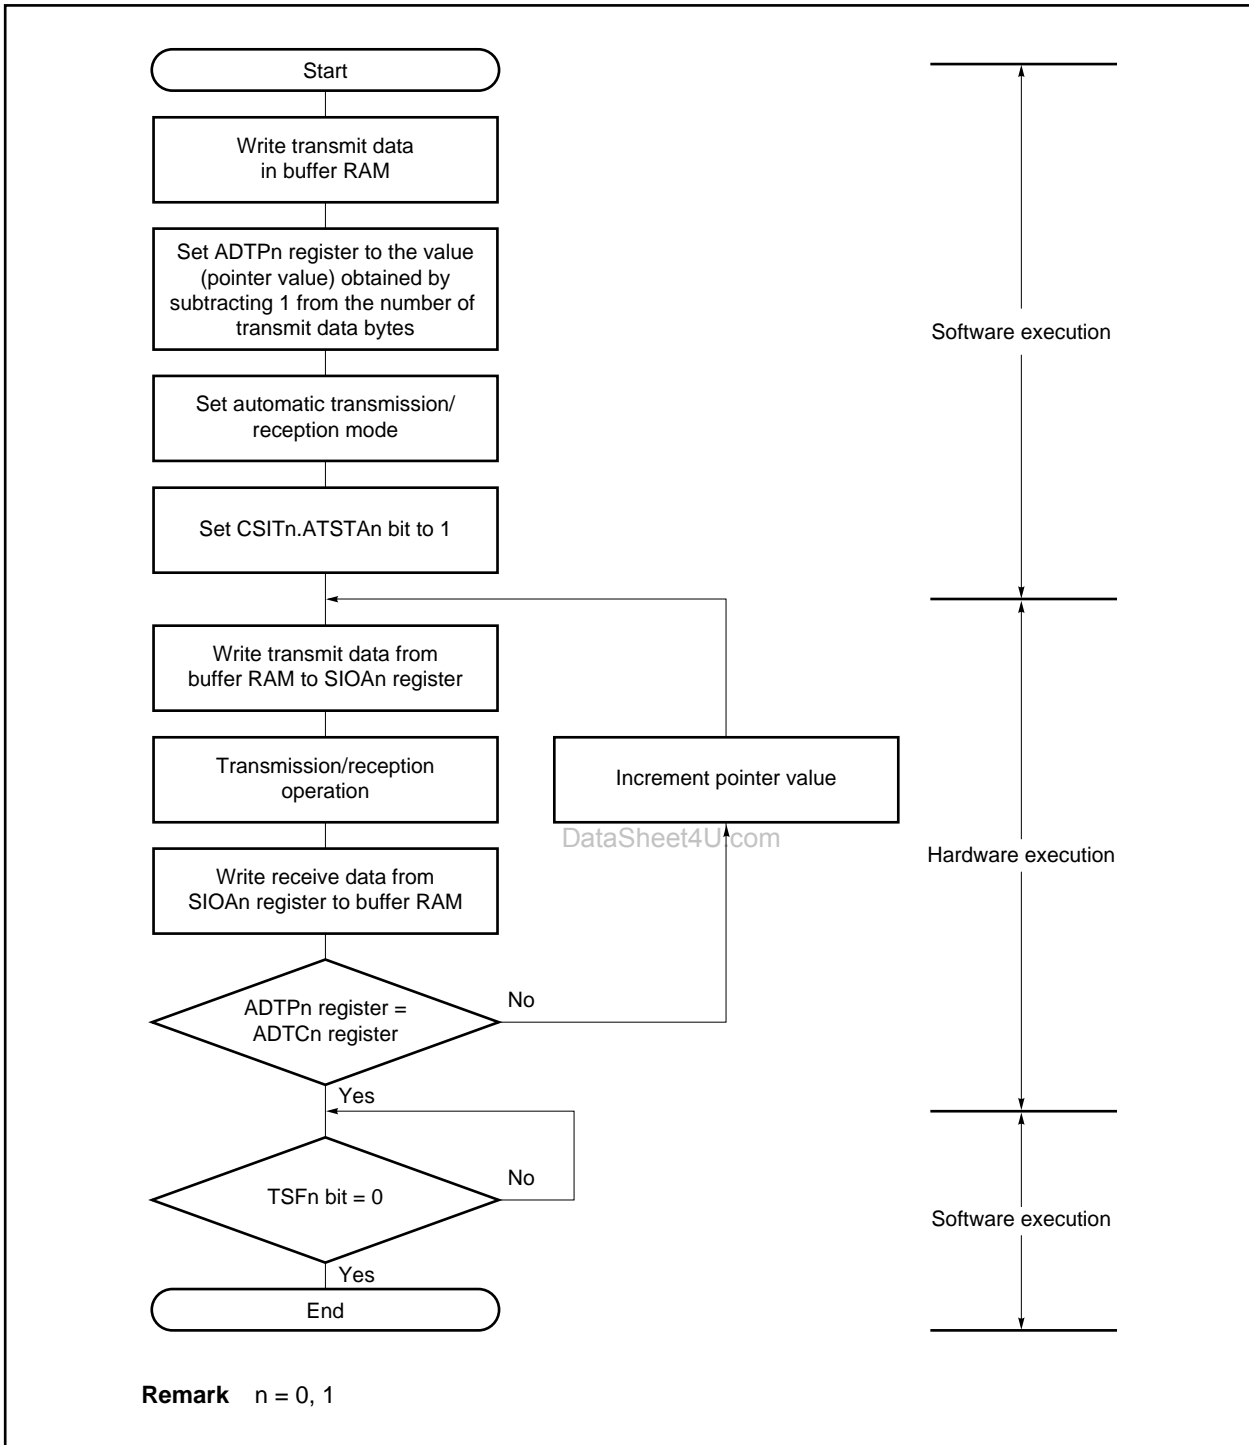 Start
Write transmit data
in buffer RAM
Set ADTPn register to the value
(pointer value) obtained by
subtracting 1 from the number of
transmit data bytes
Software execution
Set automatic transmission/
reception mode
Set CSITn.ATSTAn bit to 1
Write transmit data from
buffer RAM to SIOAn register
Transmission/reception
operation
Increment pointer value
DataSheet4U.com
Hardware execution
Write receive data from
SIOAn register to buffer RAM
ADTPn register =
ADTCn register
No
Yes
TSFn bit = 0
No
Software execution
Yes
End
Remark n = 0, 1